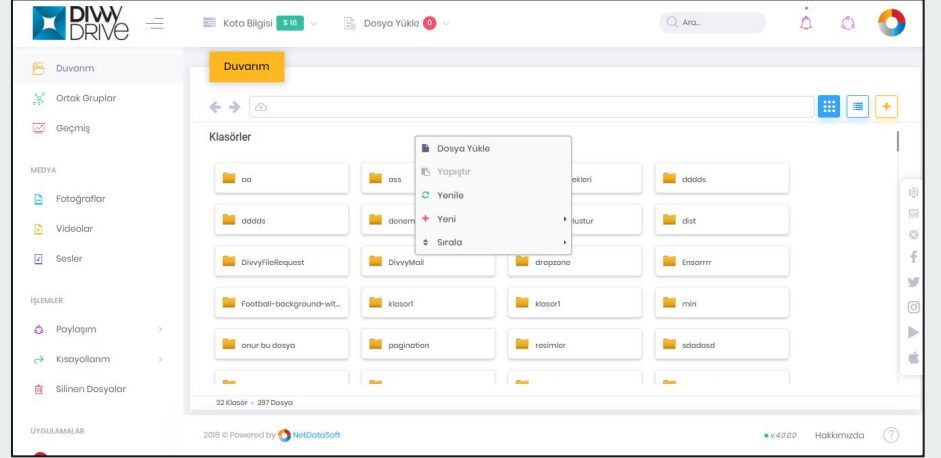 DIVVY
DRIVE
Kota Bilgisi % 18
Dosya Yükle 0
Ara...
Duvarım
Ortak Gruplar
Geçmiş
MEDYA
Fotoğraflar
Videolar
Sesler
İŞLEMLER
Paylaşım
Kısayollarım
Silinen Dosyalar
UYGULAMALAR
Duvarım
Klasörler
aa
ass
ekleri
dddds
dddds
denem
lustur
dist
DivvyFileRequest
DivvyMail
dropzone
Ensarrrr
Football-background-wit...
klasor1
klasor1
min
onur bu dosya
pagination
resimler
sdadasd
Dosya Yükle
Yapıştır
Yenile
Yeni
Sırala
32 Klasör - 297 Dosya
2018 © Powered by NetDataSoft
v.4.0.0.0
Hakkımızda